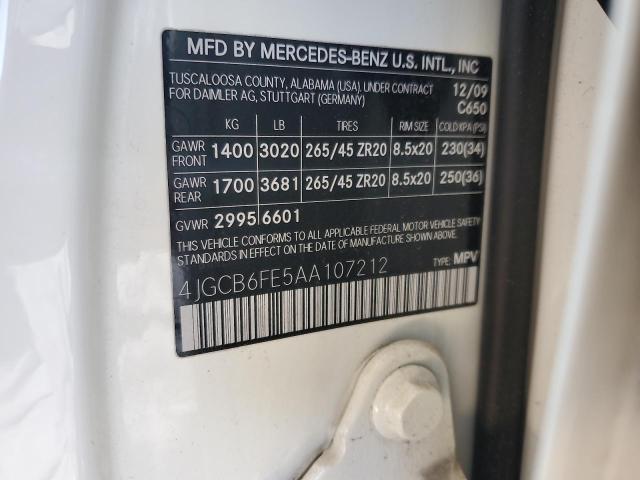 MFD BY MERCEDES-BENZ U.S. INTL., INC
TUSCALOOSA COUNTY, ALABAMA (USA). UNDER CONTRACT 12/09
FOR DAIMLER AG, STUTTGART (GERMANY) C650
KG LB TIRES RIM SIZE COLD KPA (PSI)
GAWR FRONT 1400 3020 265/45 ZR20 8.5x20 230(34)
GAWR REAR 1700 3681 265/45 ZR20 8.5x20 250(36)
GVWR 2995 6601
THIS VEHICLE CONFORMS TO ALL APPLICABLE FEDERAL MOTOR VEHICLE SAFETY
STANDARDS IN EFFECT ON THE DATE OF MANUFACTURE SHOWN ABOVE.
4JGCB6FE5AA107212 TYPE: MPV